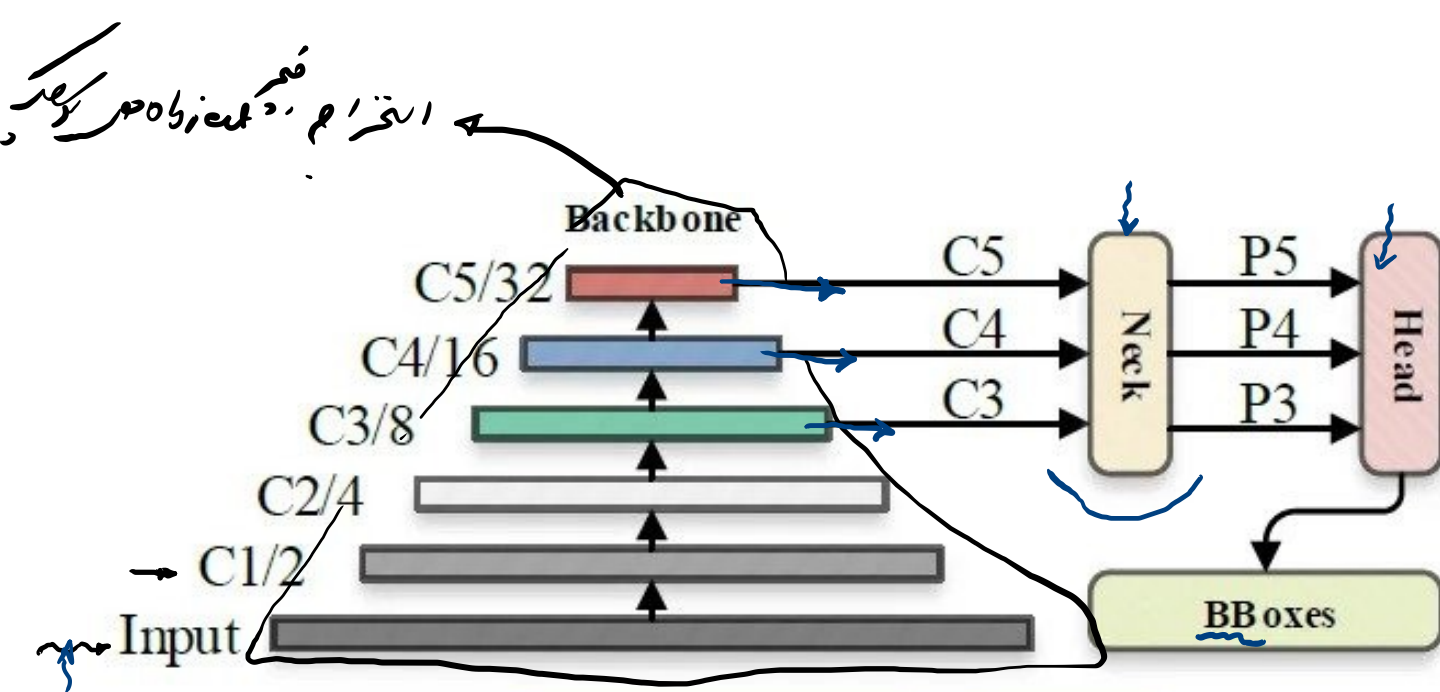 object
Backbone
C5/32
C5
P5
C4/16
C4
P4
Neck
Head
C3/8
C3
P3
C2/4
C1/2
Input
BBoxes